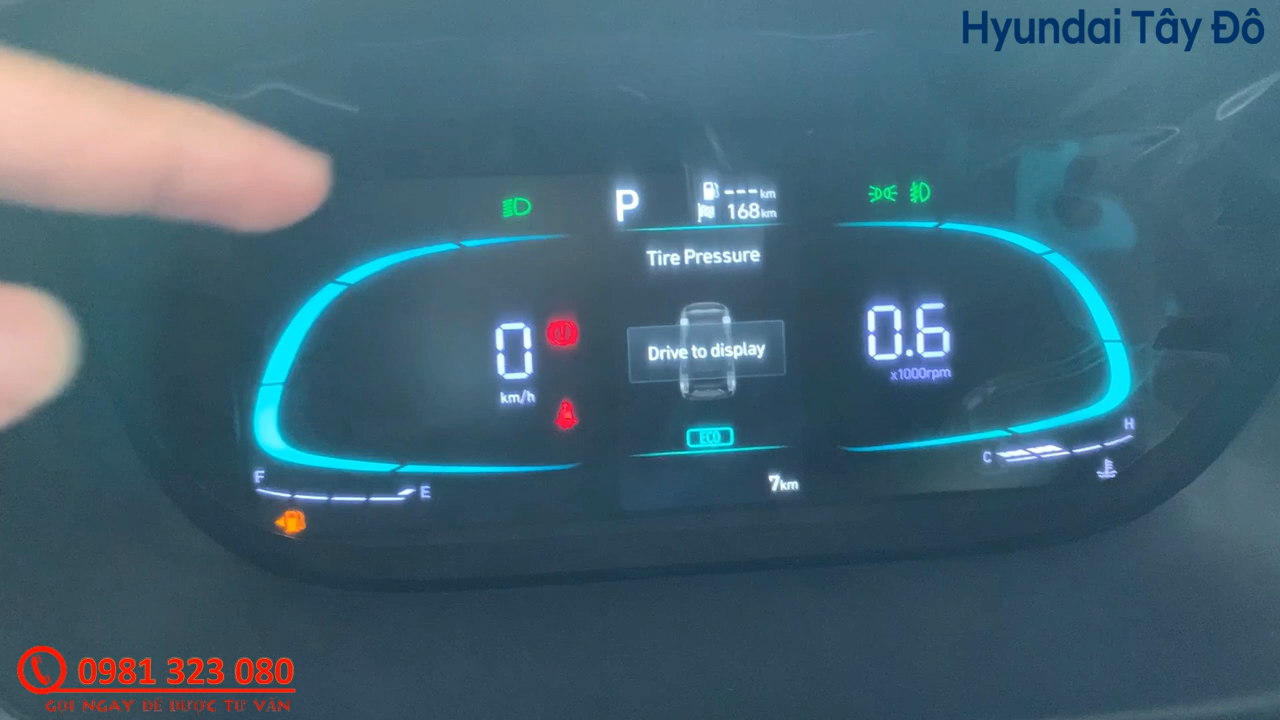 Hyundai Tây Đô
P
--- km
168 km
Tire Pressure
0
km/h
Drive to display
0.6
x1000rpm
ECO
F
E
C
H
7 km
0981 323 080
GỌI NGAY ĐỂ ĐƯỢC TƯ VẤN